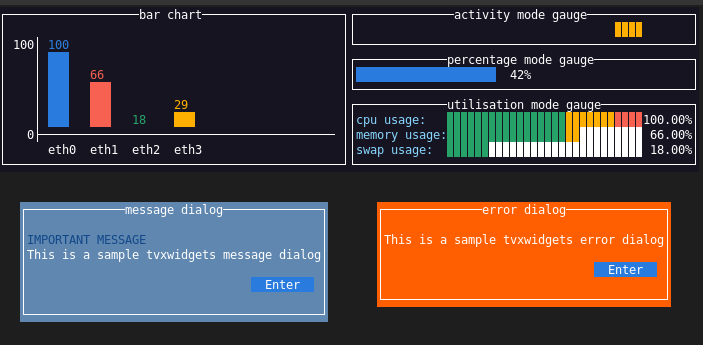 bar chart
100
100
66
29
18
0
eth0 eth1 eth2 eth3
activity mode gauge
percentage mode gauge
42%
utilisation mode gauge
cpu usage: 100.00%
memory usage: 66.00%
swap usage: 18.00%
message dialog
IMPORTANT MESSAGE
This is a sample tvxwidgets message dialog
Enter
error dialog
This is a sample tvxwidgets error dialog
Enter